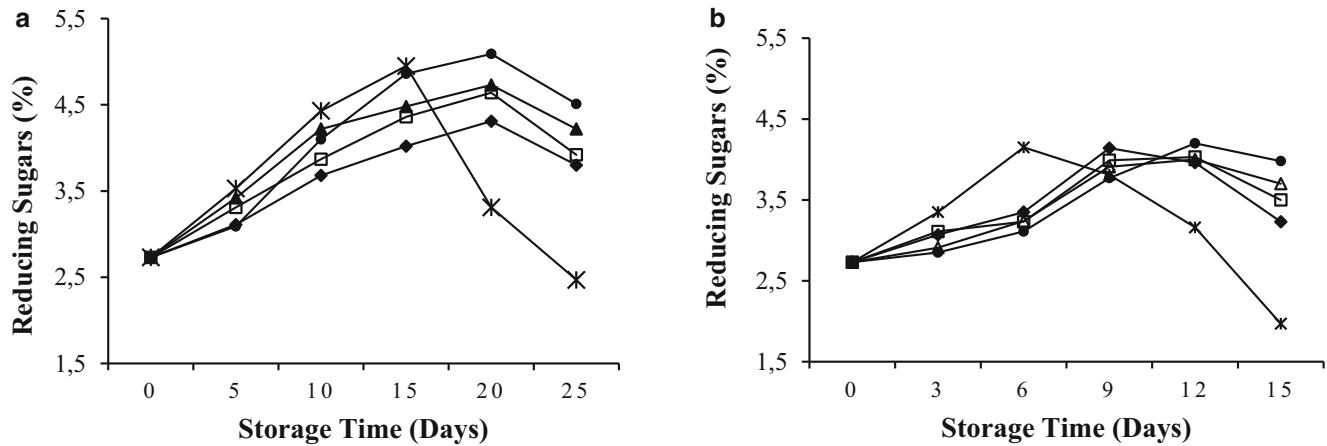 a
Reducing Sugars (%)
5,5
4,5
3,5
2,5
1,5
0 5 10 15 20 25
Storage Time (Days)
b
Reducing Sugars (%)
5,5
4,5
3,5
2,5
1,5
0 3 6 9 12 15
Storage Time (Days)